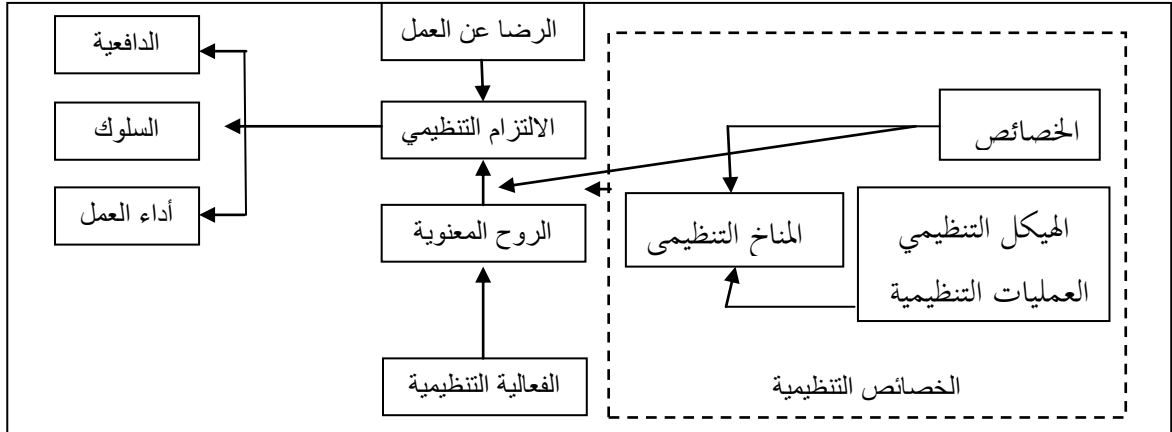 الرضا عن العمل
الدافعية
الخصائص
الالتزام التنظيمي
السلوك
الهيكل التنظيمي
العمليات التنظيمية
المناخ التنظيمى
الروح المعنوية
أداء العمل
الفعالية التنظيمية
الخصائص التنظيمية